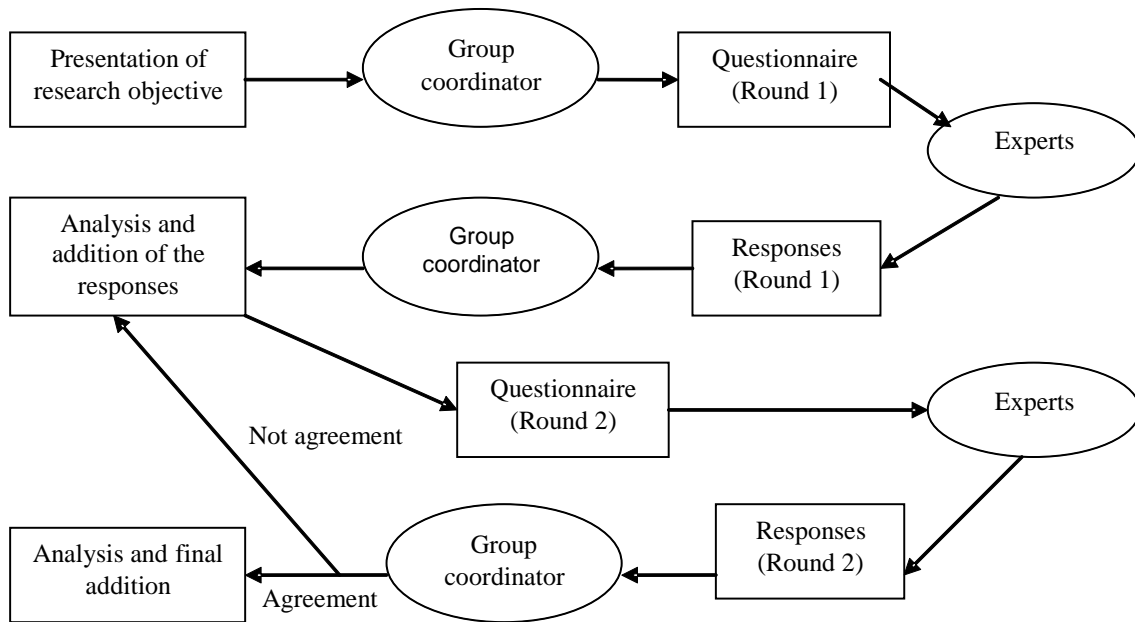 Presentation of
research objective
Group
coordinator
Questionnaire
(Round 1)
Experts
Analysis and
addition of the
responses
Group
coordinator
Responses
(Round 1)
Questionnaire
(Round 2)
Experts
Not agreement
Analysis and final
addition
Agreement
Group
coordinator
Responses
(Round 2)